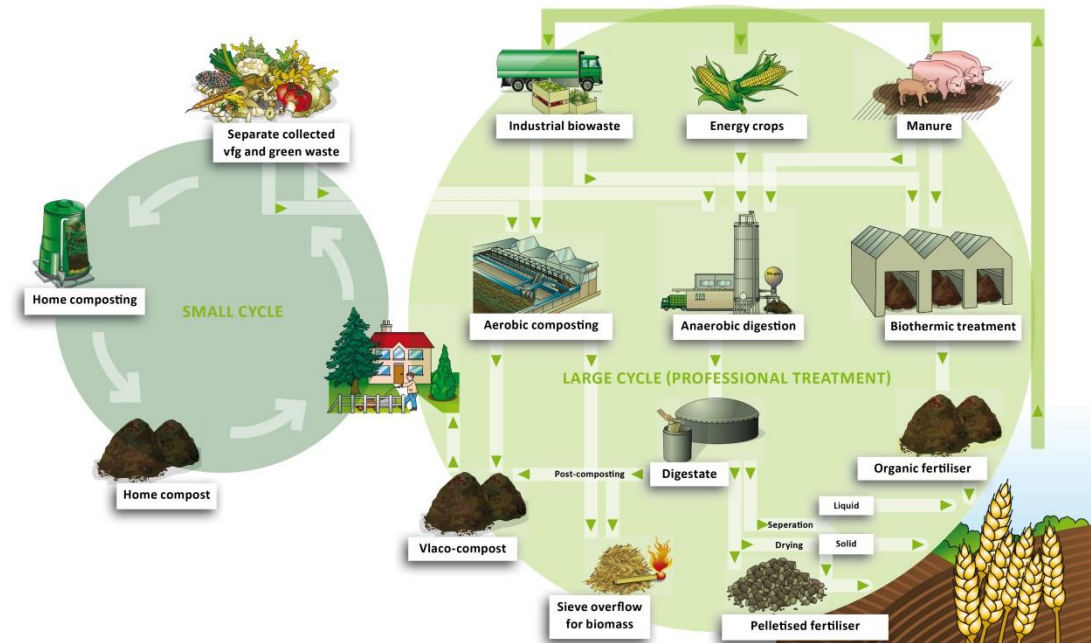 Separate collected
vfg and green waste
Industrial biowaste
Energy crops
Manure
Home composting
SMALL CYCLE
Aerobic composting
Anaerobic digestion
Biothermic treatment
LARGE CYCLE (PROFESSIONAL TREATMENT)
Home compost
Post-composting
Digestate
Organic fertiliser
Liquid
Seperation
Vlaco-compost
Drying
Solid
Sieve overflow
for biomass
Pelletised fertiliser